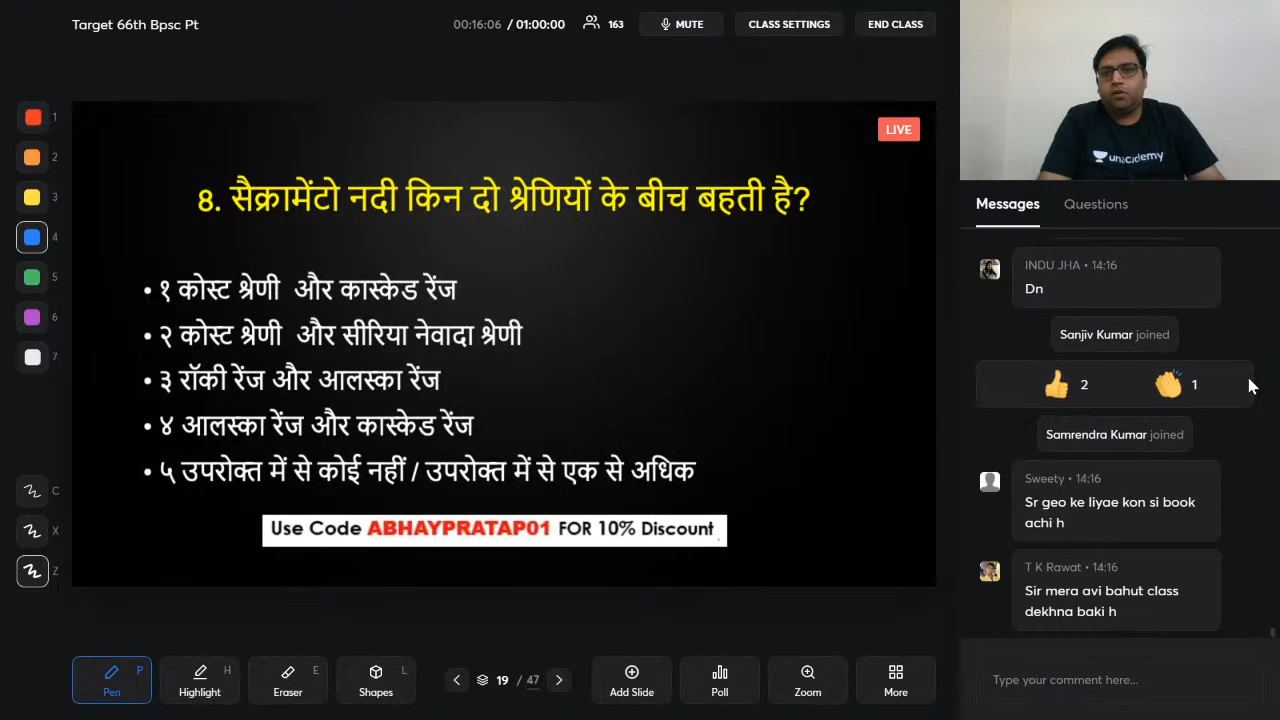 Target 66th Bpsc Pt
00:16:06 / 01:00:00
163
MUTE
CLASS SETTINGS
END CLASS
1
2
3
4
5
6
7
C
X
Z
LIVE
8. सैक्रामेंटो नदी किन दो श्रेणियों के बीच बहती है?
• १ कोस्ट श्रेणी और कास्केड रेंज
• २ कोस्ट श्रेणी और सीरिया नेवादा श्रेणी
• ३ रॉकी रेंज और आलस्का रेंज
• ४ आलस्का रेंज और कास्केड रेंज
• ५ उपरोक्त में से कोई नहीं / उपरोक्त में से एक से अधिक
Use Code ABHAYPRATAP01 FOR 10% Discount
Pen P
Highlight H
Eraser E
Shapes L
19 / 47
Add Slide
Poll
Zoom
More
unacademy
Messages Questions
INDU JHA • 14:16
Dn
Sanjiv Kumar joined
2 1
Samrendra Kumar joined
Sweety • 14:16
Sr geo ke liyae kon si book
achi h
T K Rawat • 14:16
Sir mera avi bahut class
dekhna baki h
Type your comment here...